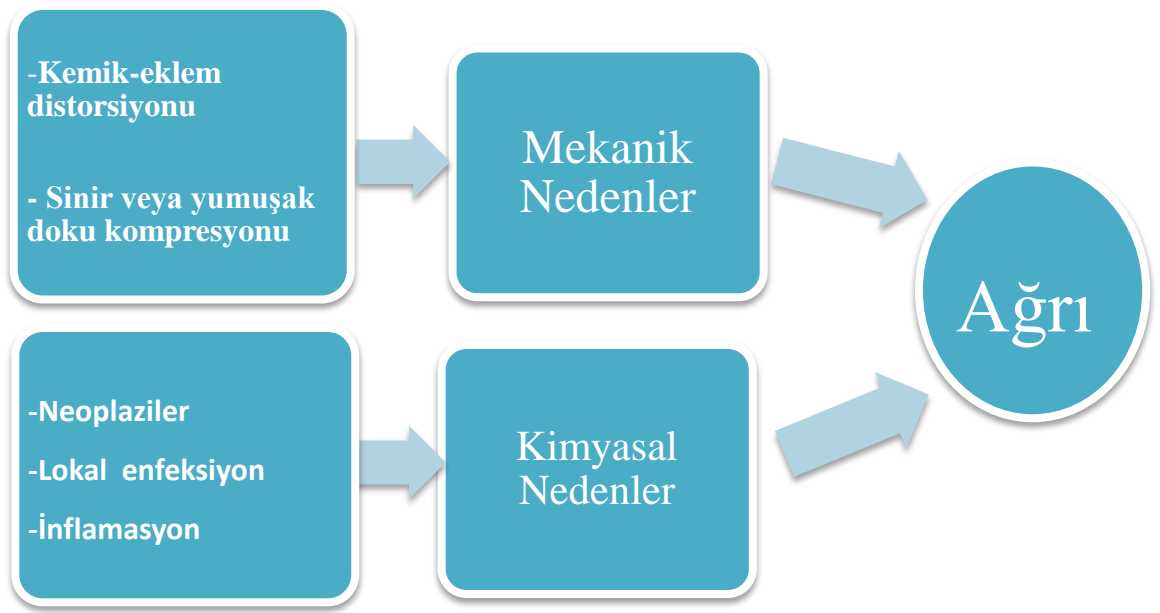 -Kemik-eklem
distorsiyonu
- Sinir veya yumuşak
doku kompresyonu
Mekanik
Nedenler
-Neoplaziler
-Lokal enfeksiyon
-İnflamasyon
Kimyasal
Nedenler
Ağrı